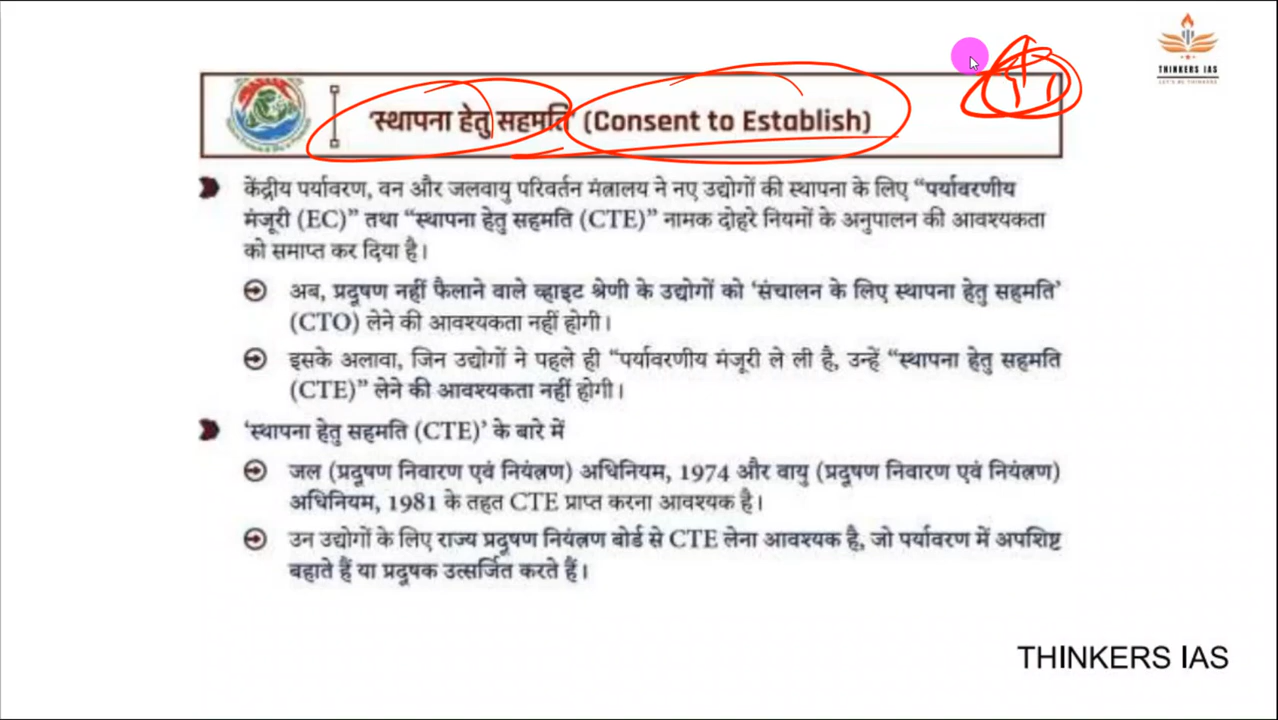 THINKERS IAS
LET'S BE THINKERS
'स्थापना हेतु सहमति' (Consent to Establish)
केंद्रीय पर्यावरण, वन और जलवायु परिवर्तन मंत्रालय ने नए उद्योगों की स्थापना के लिए "पर्यावरणीय
मंजूरी (EC)" तथा "स्थापना हेतु सहमति (CTE)" नामक दोहरे नियमों के अनुपालन की आवश्यकता
को समाप्त कर दिया है।
अब, प्रदूषण नहीं फैलाने वाले व्हाइट श्रेणी के उद्योगों को 'संचालन के लिए स्थापना हेतु सहमति'
(CTO) लेने की आवश्यकता नहीं होगी।
इसके अलावा, जिन उद्योगों ने पहले ही "पर्यावरणीय मंजूरी ले ली है, उन्हें "स्थापना हेतु सहमति
(CTE)" लेने की आवश्यकता नहीं होगी।
'स्थापना हेतु सहमति (CTE)' के बारे में
जल (प्रदूषण निवारण एवं नियंत्रण) अधिनियम, 1974 और वायु (प्रदूषण निवारण एवं नियंत्रण)
अधिनियम, 1981 के तहत CTE प्राप्त करना आवश्यक है।
उन उद्योगों के लिए राज्य प्रदूषण नियंत्रण बोर्ड से CTE लेना आवश्यक है, जो पर्यावरण में अपशिष्ट
बहाते हैं या प्रदूषक उत्सर्जित करते हैं।
THINKERS IAS